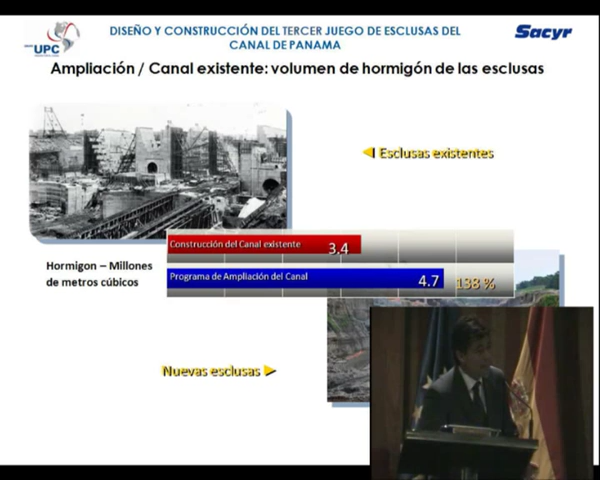 DISEÑO Y CONSTRUCCIÓN DEL TERCER JUEGO DE ESCLUSAS DEL
CANAL DE PANAMA
UPC
Sacyr
Ampliación / Canal existente: volumen de hormigón de las esclusas
Esclusas existentes
Construcción del Canal existente
3.4
Hormigon – Millones
de metros cúbicos
Programa de Ampliación del Canal
4.7
138 %
Nuevas esclusas